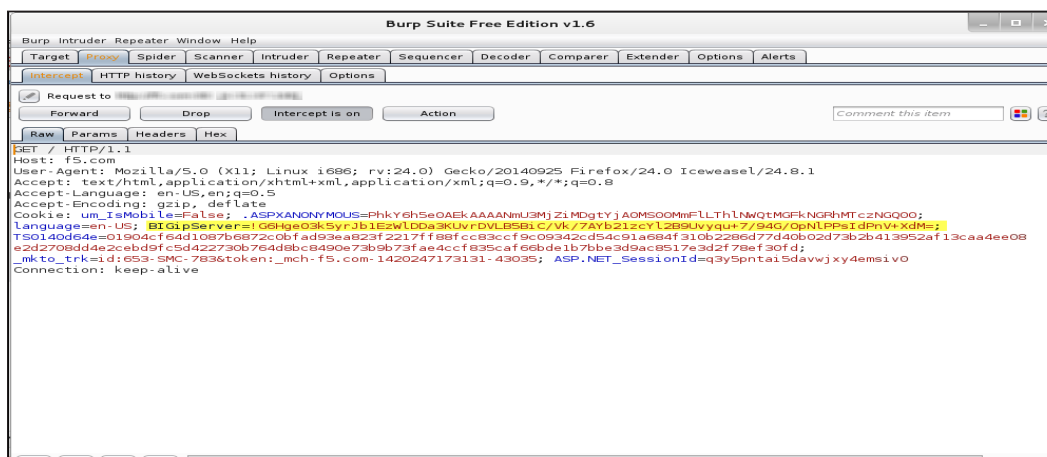 Burp Suite Free Edition v1.6
Burp Intruder Repeater Window Help
Target Proxy Spider Scanner Intruder Repeater Sequencer Decoder Comparer Extender Options Alerts
Intercept HTTP history WebSockets history Options
Request to
Forward Drop Intercept is on Action Comment this item
Raw Params Headers Hex
GET / HTTP/1.1
Host: f5.com
User-Agent: Mozilla/5.0 (X11; Linux i686; rv:24.0) Gecko/20140925 Firefox/24.0 Iceweasel/24.8.1
Accept: text/html,application/xhtml+xml,application/xml;q=0.9,*/*;q=0.8
Accept-Language: en-US,en;q=0.5
Accept-Encoding: gzip, deflate
Cookie: um_IsMobile=False; .ASPXANONYMOUS=PhkY6h5e0AEkAAAANmU3MjZiMDgtYjA0MS00MmFlLThlNWQtMGFkNGRhMTczNGQ00;
language=en-US; BIGipServer=!G6HgeO3k5yrJb1EzWlDDa3KUvrDVLB5BiC/Vk/7AYb21zcYl2B9Uvyqu+7/94G/OpNlPPsIdPnV+XdM=;
TS0140d64e=01904cf64d1087b6872c0bfad93ea823f2217ff88fcc83ccf9c09342cd54c91a684f310b2286d77d40b02d73b2b413952af13caa4ee08
e2d2708dd4e2cebd9fc5d422730b764d8bc8490e73b9b73fae4ccf835caf66bde1b7bbe3d9ac8517e3d2f78ef30fd;
_mkto_trk=id:653-SMC-783&token:_mch-f5.com-1420247173131-43035; ASP.NET_SessionId=q3y5pntai5davwjxy4emsiv0
Connection: keep-alive